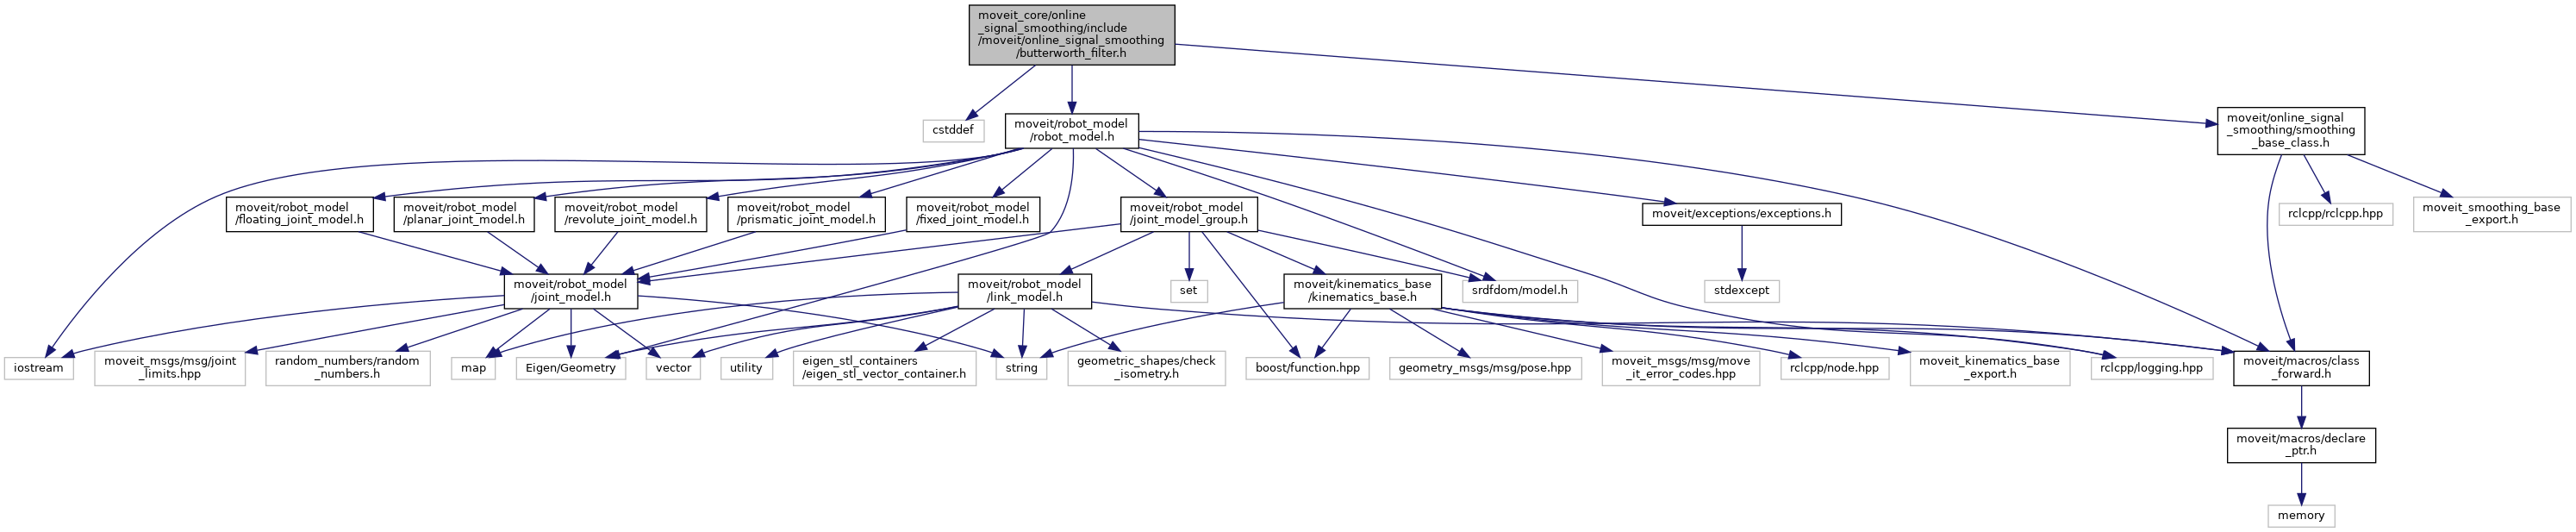 moveit_core/online
_signal_smoothing/include
/moveit/online_signal_smoothing
/butterworth_filter.h
cstddef
moveit/robot_model
/robot_model.h
moveit/online_signal
_smoothing/smoothing
_base_class.h
moveit/robot_model
/floating_joint_model.h
moveit/robot_model
/planar_joint_model.h
moveit/robot_model
/revolute_joint_model.h
moveit/robot_model
/prismatic_joint_model.h
moveit/robot_model
/fixed_joint_model.h
moveit/robot_model
/joint_model_group.h
moveit/exceptions/exceptions.h
rclcpp/rclcpp.hpp
moveit_smoothing_base
_export.h
moveit/robot_model
/joint_model.h
moveit/robot_model
/link_model.h
set
moveit/kinematics_base
/kinematics_base.h
srdfdom/model.h
stdexcept
iostream
moveit_msgs/msg/joint
_limits.hpp
random_numbers/random
_numbers.h
map
Eigen/Geometry
vector
utility
eigen_stl_containers
/eigen_stl_vector_container.h
string
geometric_shapes/check
_isometry.h
boost/function.hpp
geometry_msgs/msg/pose.hpp
moveit_msgs/msg/move
_it_error_codes.hpp
rclcpp/node.hpp
moveit_kinematics_base
_export.h
rclcpp/logging.hpp
moveit/macros/class
_forward.h
moveit/macros/declare
_ptr.h
memory